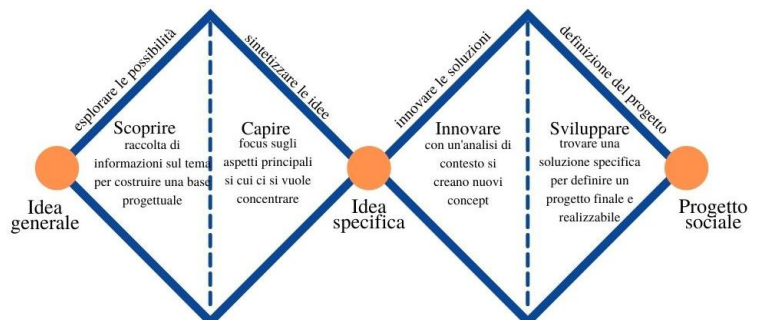 esplorare le possibilità
sintetizzare le idee
innovare le soluzioni
definizione del progetto
Scoprire
raccolta di
informazioni sul tema
per costruire una base
progettuale
Capire
focus sugli
aspetti principali
si cui ci si vuole
concentrare
Innovare
con un'analisi di
contesto si
creano nuovi
concept
Sviluppare
trovare una
soluzione specifica
per definire un
progetto finale e
realizzabile
Idea
generale
Idea
specifica
Progetto
sociale